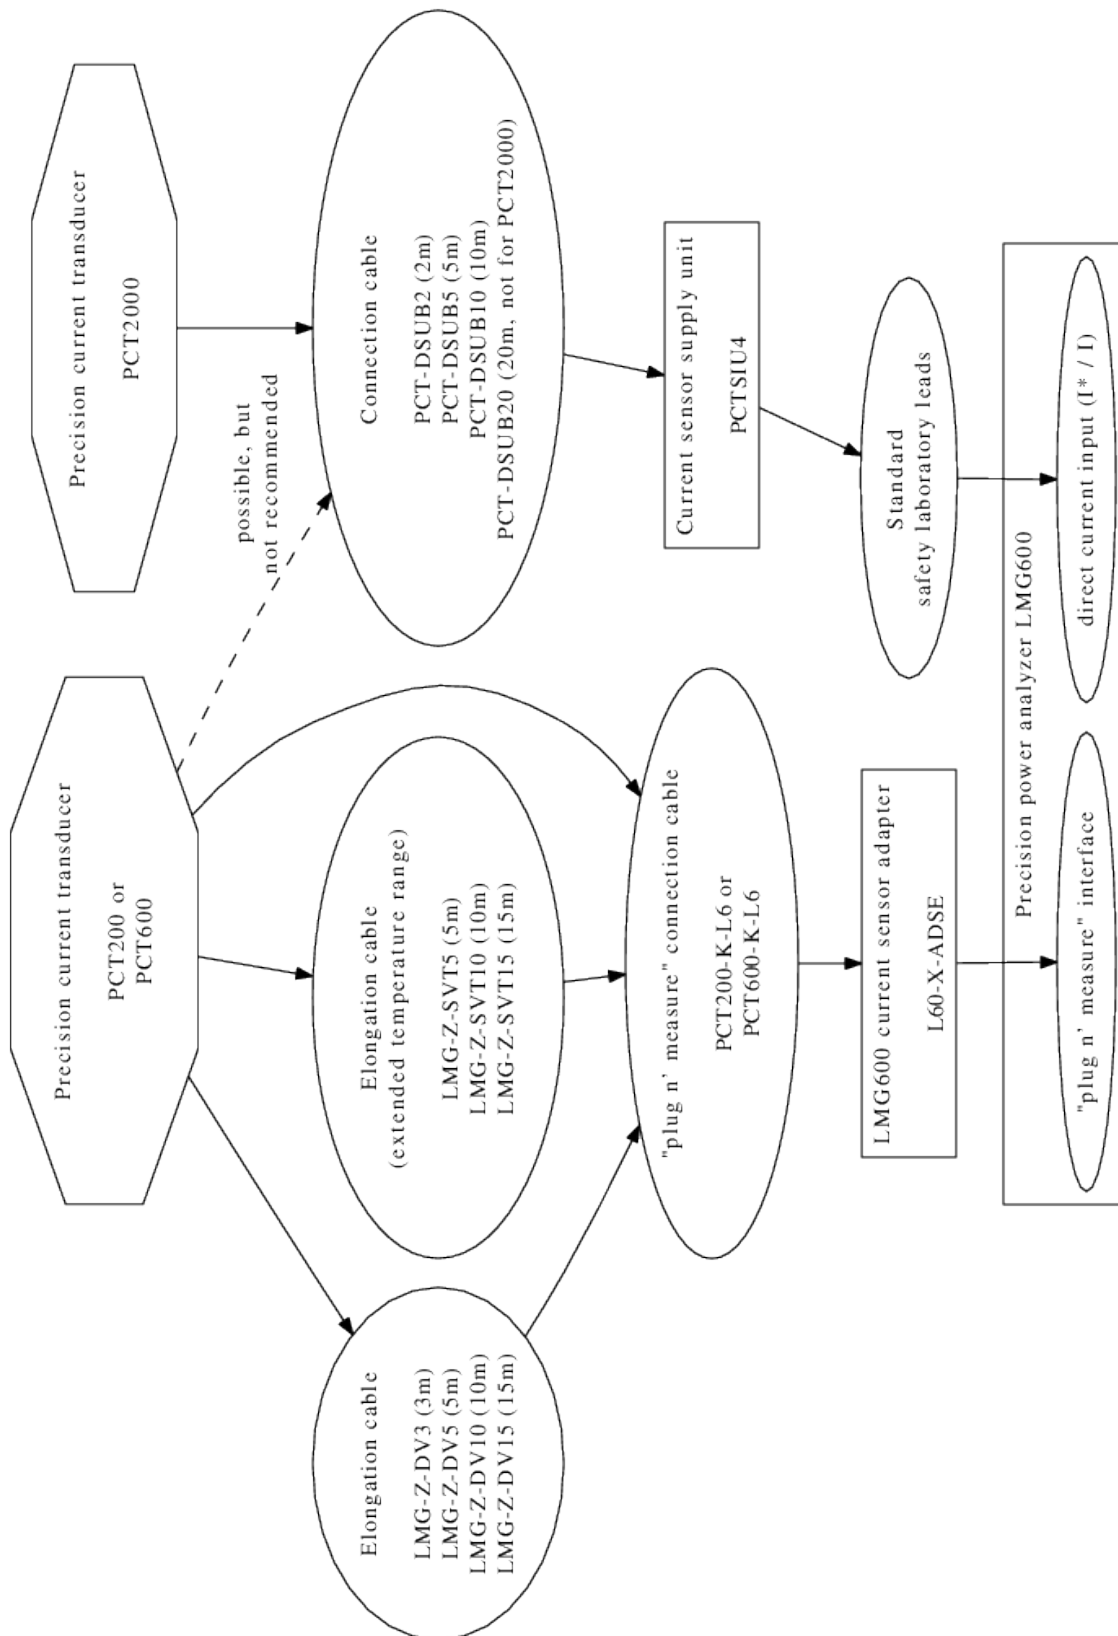 Precision current transducer
PCT200 or
PCT600
Precision current transducer
PCT2000
possible, but
not recommended
Elongation cable
LMG-Z-DV3 (3m)
LMG-Z-DV5 (5m)
LMG-Z-DV10 (10m)
LMG-Z-DV15 (15m)
Elongation cable
(extended temperature range)
LMG-Z-SVT5 (5m)
LMG-Z-SVT10 (10m)
LMG-Z-SVT15 (15m)
Connection cable
PCT-DSUB2 (2m)
PCT-DSUB5 (5m)
PCT-DSUB10 (10m)
PCT-DSUB20 (20m, not for PCT2000)
"plug n' measure" connection cable
PCT200-K-L6 or
PCT600-K-L6
Current sensor supply unit
PCTSIU4
LMG600 current sensor adapter
L60-X-ADSE
Standard
safety laboratory leads
Precision power analyzer LMG600
"plug n' measure" interface
direct current input (I* / I)